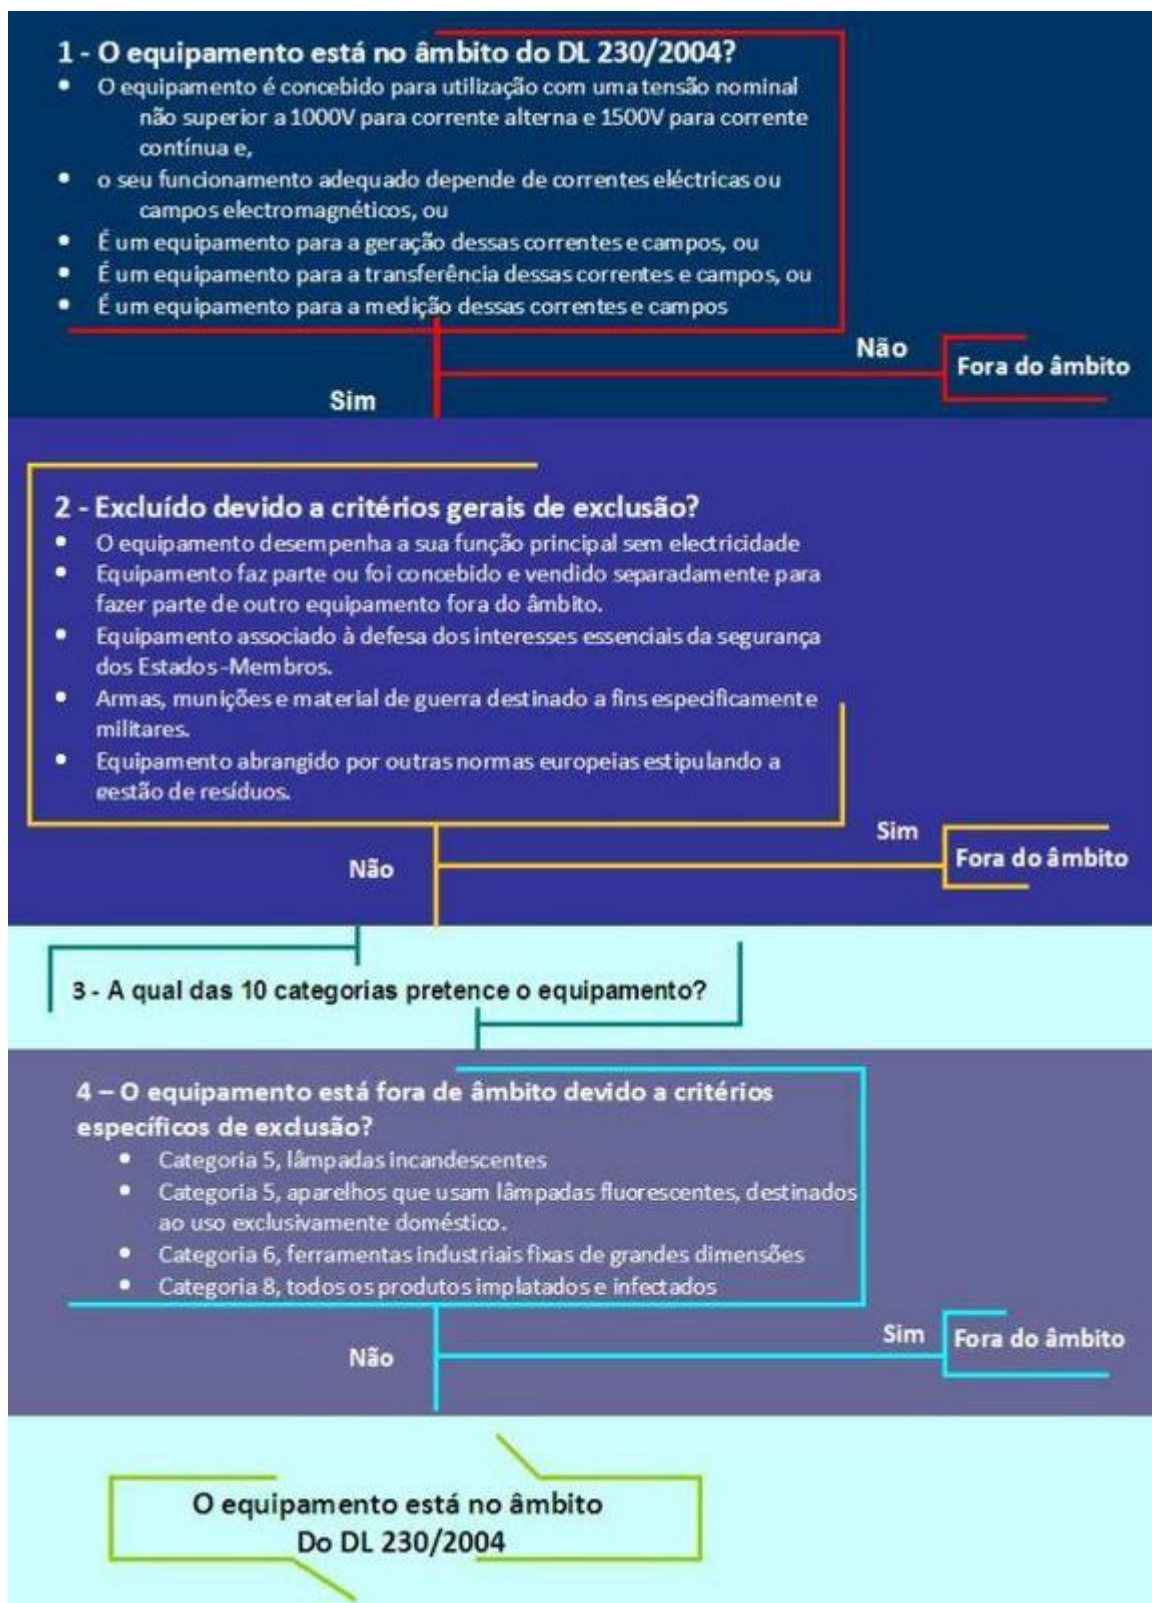 1 - O equipamento está no âmbito do DL 230/2004?
• O equipamento é concebido para utilização com uma tensão nominal
não superior a 1000V para corrente alterna e 1500V para corrente
contínua e,
• o seu funcionamento adequado depende de correntes eléctricas ou
campos electromagnéticos, ou
• É um equipamento para a geração dessas correntes e campos, ou
• É um equipamento para a transferência dessas correntes e campos, ou
• É um equipamento para a medição dessas correntes e campos
Não
Fora do âmbito
Sim
2 - Excluído devido a critérios gerais de exclusão?
• O equipamento desempenha a sua função principal sem electricidade
• Equipamento faz parte ou foi concebido e vendido separadamente para
fazer parte de outro equipamento fora do âmbito.
• Equipamento associado à defesa dos interesses essenciais da segurança
dos Estados-Membros.
• Armas, munições e material de guerra destinado a fins especificamente
militares.
• Equipamento abrangido por outras normas europeias estipulando a
gestão de resíduos.
Sim
Fora do âmbito
Não
3 - A qual das 10 categorias pretence o equipamento?
4 – O equipamento está fora de âmbito devido a critérios
específicos de exclusão?
• Categoria 5, lâmpadas incandescentes
• Categoria 5, aparelhos que usam lâmpadas fluorescentes, destinados
ao uso exclusivamente doméstico.
• Categoria 6, ferramentas industriais fixas de grandes dimensões
• Categoria 8, todos os produtos implatados e infectados
Sim
Fora do âmbito
Não
O equipamento está no âmbito
Do DL 230/2004